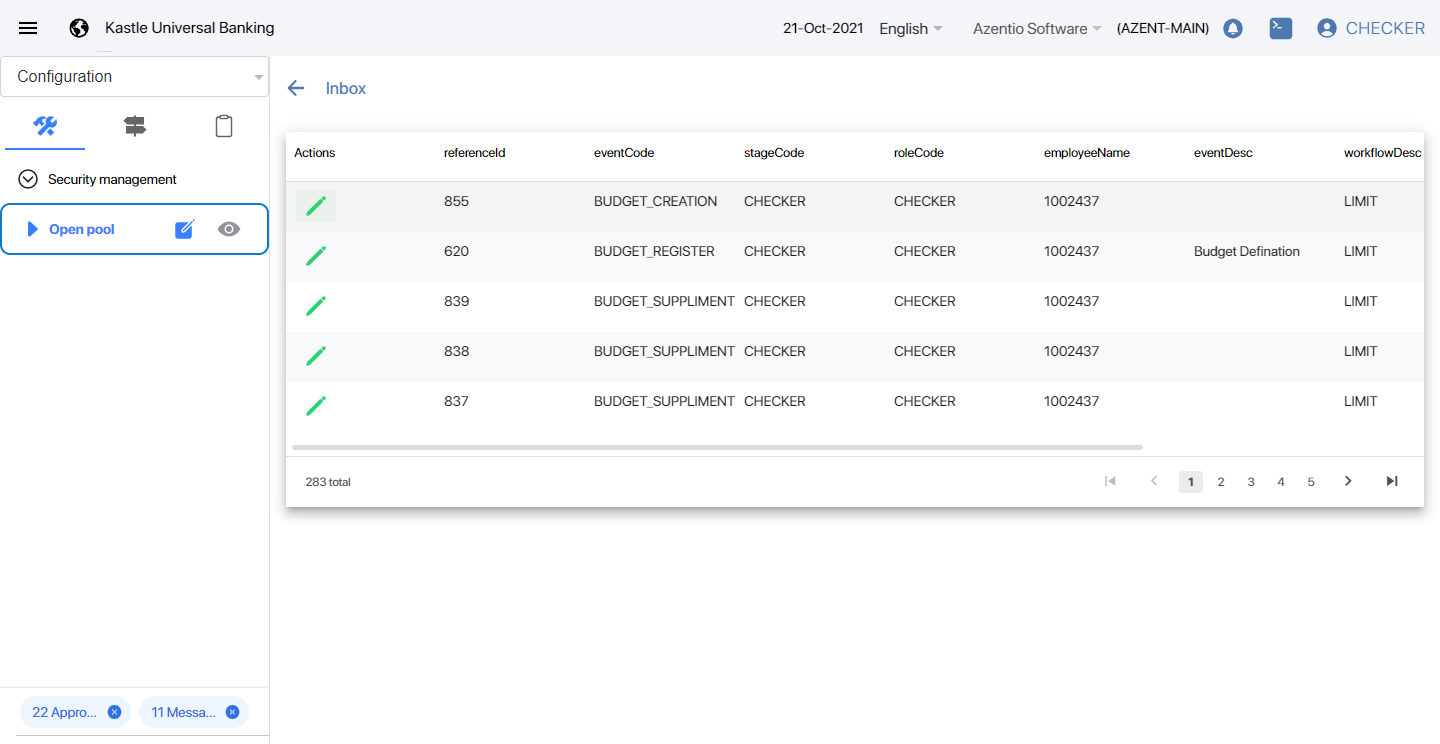 Kastle Universal Banking 21-Oct-2021 English Azentio Software (AZENT-MAIN) CHECKER
Configuration
Inbox
Security management
Open pool
Actions referenceId eventCode stageCode roleCode employeeName eventDesc workflowDesc
855 BUDGET_CREATION CHECKER CHECKER 1002437 LIMIT
620 BUDGET_REGISTER CHECKER CHECKER 1002437 Budget Defination LIMIT
839 BUDGET_SUPPLIMENT CHECKER CHECKER 1002437 LIMIT
838 BUDGET_SUPPLIMENT CHECKER CHECKER 1002437 LIMIT
837 BUDGET_SUPPLIMENT CHECKER CHECKER 1002437 LIMIT
283 total 1 2 3 4 5
22 Appro... 11 Messa...